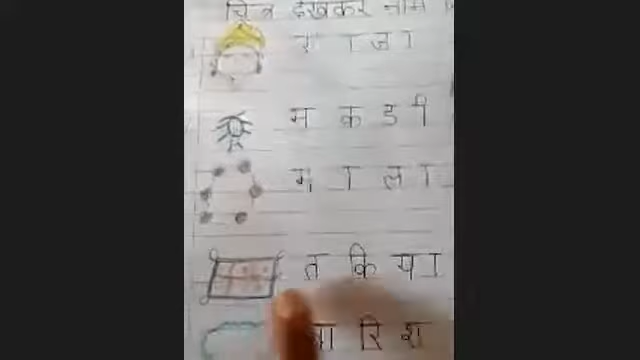 चित्र देखकर नाम
र ा ज ा
म क ड ी
म ा ल ा
त कि या
बा रि श